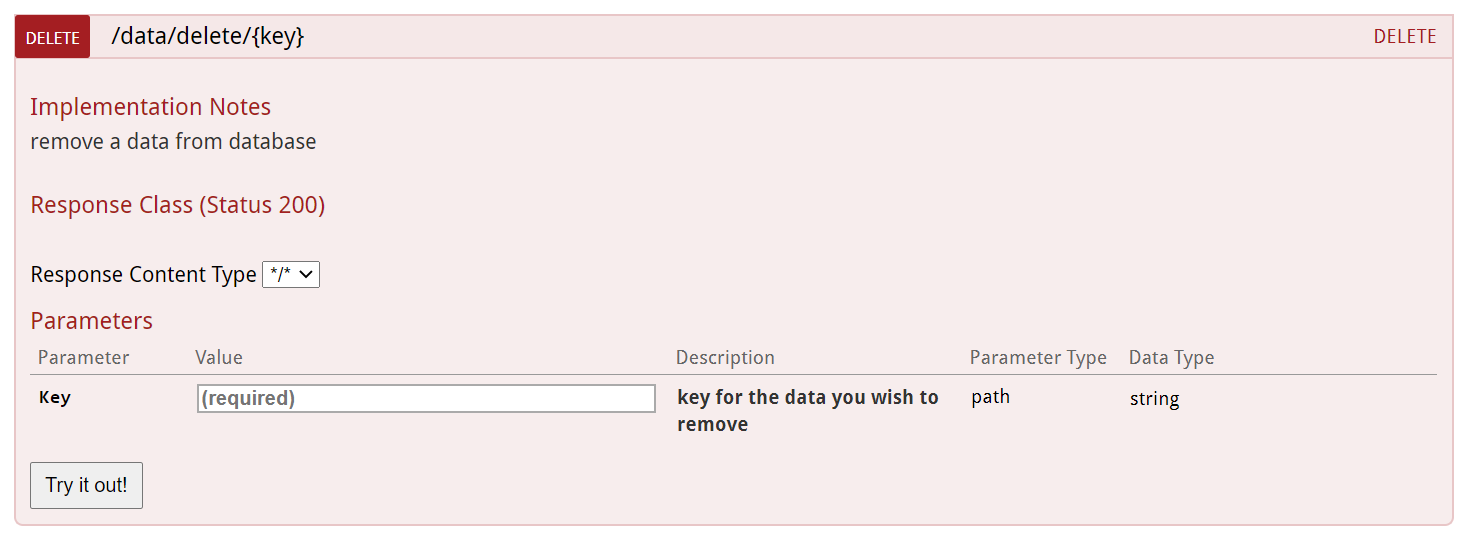 DELETE /data/delete/{key} DELETE
Implementation Notes
remove a data from database
Response Class (Status 200)
Response Content Type */*
Parameters
Parameter Value Description Parameter Type Data Type
Key (required) key for the data you wish to path string
remove
Try it out!